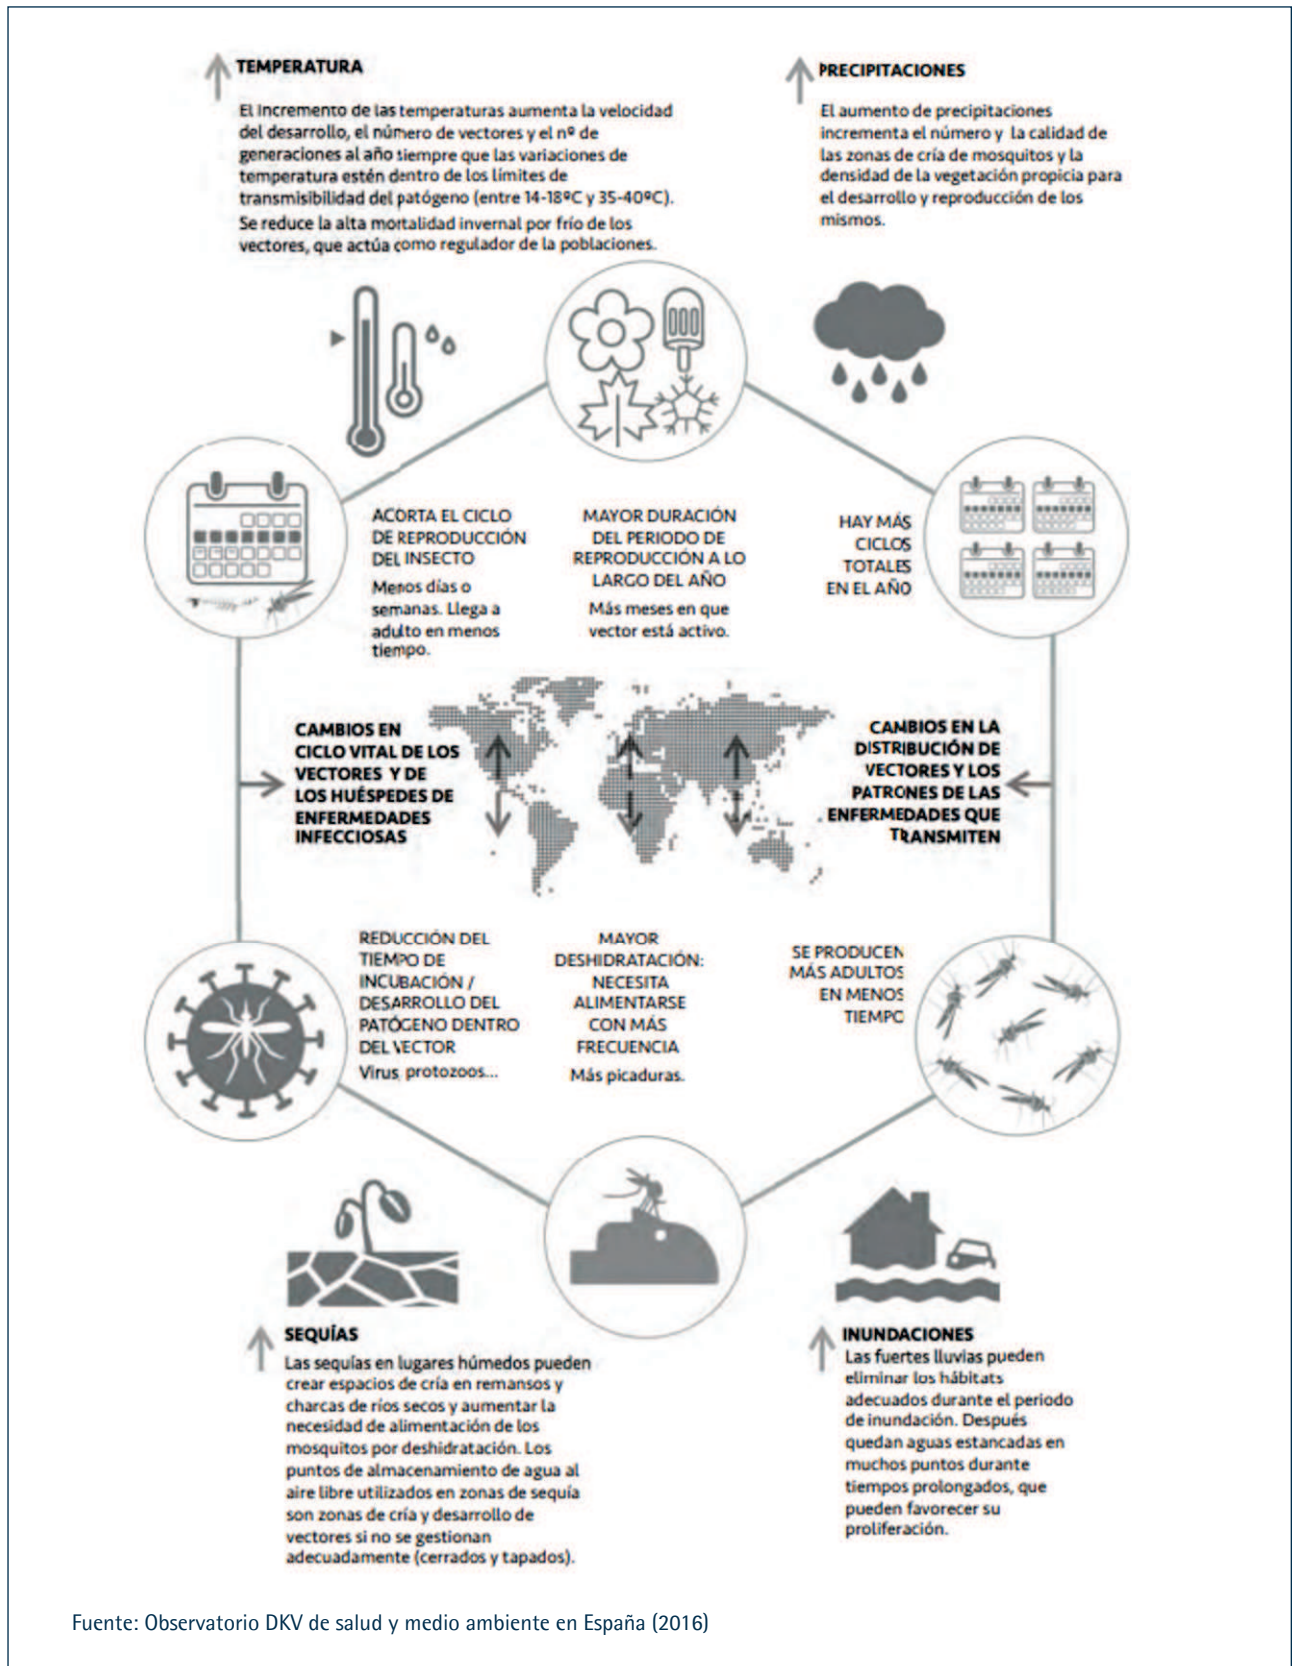 TEMPERATURA
El Incremento de las temperaturas aumenta la velocidad
del desarrollo, el número de vectores y el nº de
generaciones al año siempre que las variaciones de
temperatura estén dentro de los límites de
transmisibilidad del patógeno (entre 14-18ºC y 35-40ºC).
Se reduce la alta mortalidad invernal por frío de los
vectores, que actúa como regulador de la poblaciones.
PRECIPITACIONES
El aumento de precipitaciones
incrementa el número y la calidad de
las zonas de cría de mosquitos y la
densidad de la vegetación propicia para
el desarrollo y reproducción de los
mismos.
ACORTA EL CICLO
DE REPRODUCCIÓN
DEL INSECTO
Menos días o
semanas. Llega a
adulto en menos
tiempo.
MAYOR DURACIÓN
DEL PERIODO DE
REPRODUCCIÓN A LO
LARGO DEL AÑO
Más meses en que
vector está activo.
HAY MÁS
CICLOS
TOTALES
EN EL AÑO
CAMBIOS EN
CICLO VITAL DE LOS
VECTORES Y DE
LOS HUÉSPEDES DE
ENFERMEDADES
INFECCIOSAS
CAMBIOS EN LA
DISTRIBUCIÓN DE
VECTORES Y LOS
PATRONES DE LAS
ENFERMEDADES QUE
TRANSMITEN
REDUCCIÓN DEL
TIEMPO DE
INCUBACIÓN /
DESARROLLO DEL
PATÓGENO DENTRO
DEL VECTOR
Virus, protozoos...
MAYOR
DESHIDRATACIÓN:
NECESITA
ALIMENTARSE
CON MÁS
FRECUENCIA
Más picaduras.
SE PRODUCEN
MÁS ADULTOS
EN MENOS
TIEMPO
SEQUÍAS
Las sequías en lugares húmedos pueden
crear espacios de cría en remansos y
charcas de ríos secos y aumentar la
necesidad de alimentación de los
mosquitos por deshidratación. Los
puntos de almacenamiento de agua al
aire libre utilizados en zonas de sequía
son zonas de cría y desarrollo de
vectores si no se gestionan
adecuadamente (cerrados y tapados).
INUNDACIONES
Las fuertes lluvias pueden
eliminar los hábitats
adecuados durante el periodo
de inundación. Después
quedan aguas estancadas en
muchos puntos durante
tiempos prolongados, que
pueden favorecer su
proliferación.
Fuente: Observatorio DKV de salud y medio ambiente en España (2016)